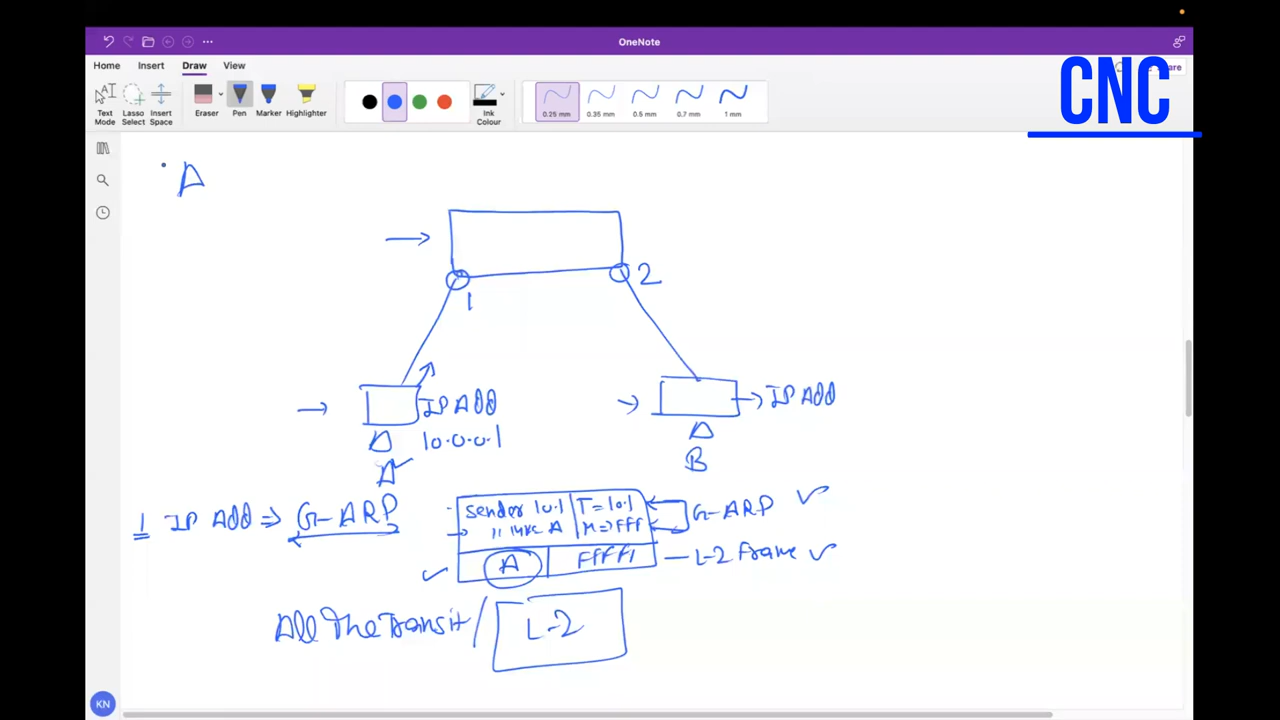 OneNote
Home Insert Draw View
Share
CNC
Text Mode
Lasso Select
Insert Space
Eraser
Pen
Marker
Highlighter
Ink Colour
0.25 mm
0.35 mm
0.5 mm
0.7 mm
1 mm
A
1
2
IP Add
10.0.0.1
A
IP Add
B
1 IP Add ⇒ G-ARP
Sender 10.1 T=10.1
A M=>FFF
G-ARP
A FFFF
L-2 Frame
All The Transit/ L-2
KN